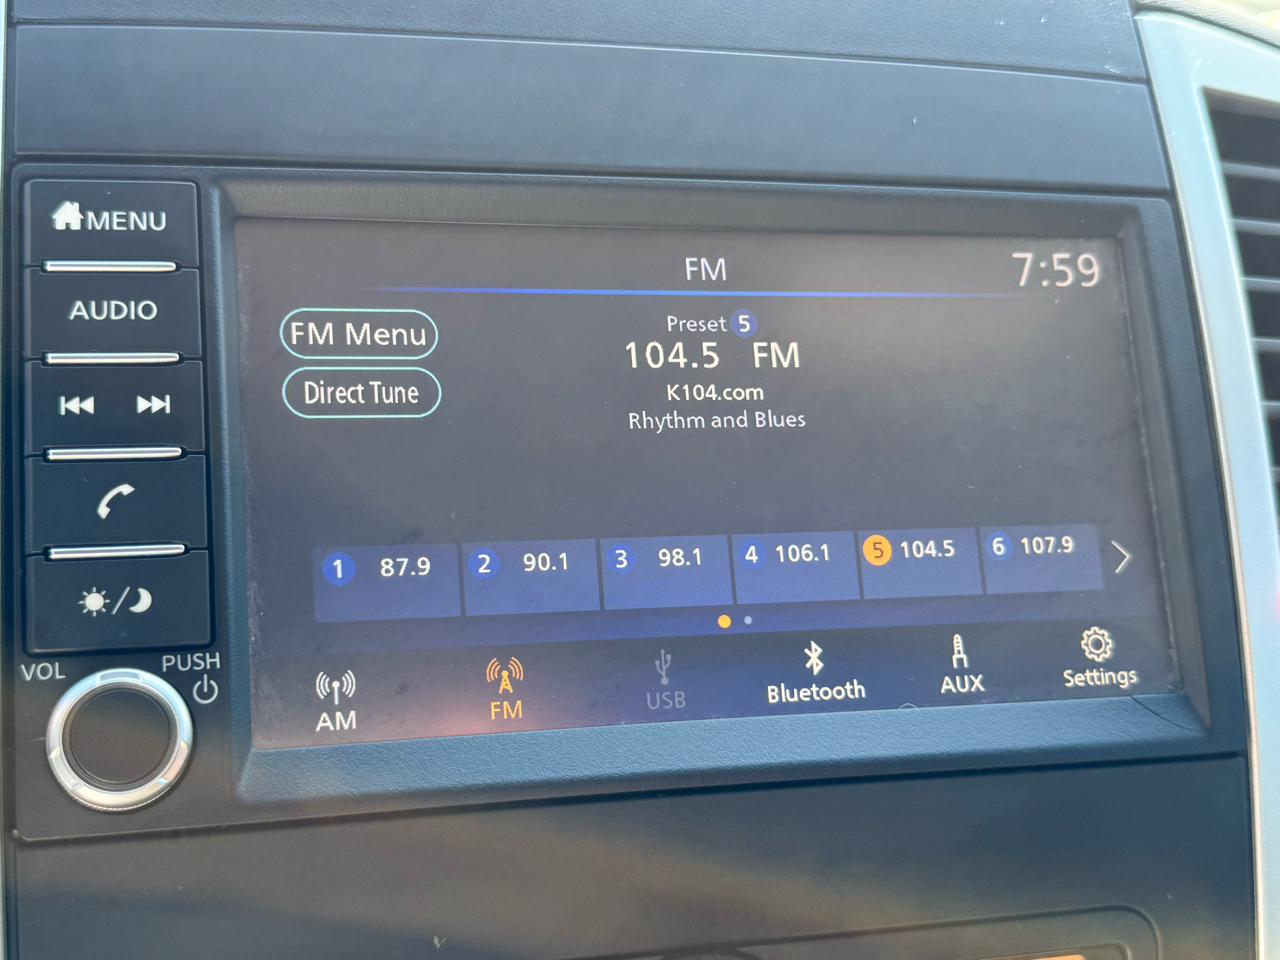 MENU
AUDIO
VOL
PUSH
FM
7:59
FM Menu
Direct Tune
Preset 5
104.5 FM
K104.com
Rhythm and Blues
1 87.9
2 90.1
3 98.1
4 106.1
5 104.5
6 107.9
AM
FM
USB
Bluetooth
AUX
Settings